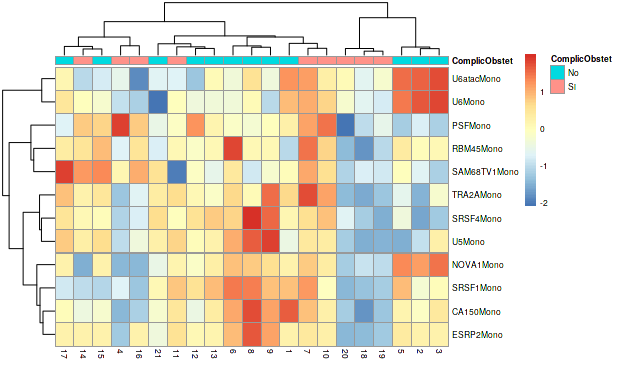 ComplicObstet
ComplicObstet
No
SI
U6atacMono
U6Mono
PSFMono
RBM45Mono
SAM68TV1Mono
TRA2AMono
SRSF4Mono
U5Mono
NOVA1Mono
SRSF1Mono
CA150Mono
ESRP2Mono
1
0
-1
-2
17 14 15 4 16 21 11 12 13 6 8 9 1 7 10 20 18 19 5 2 3